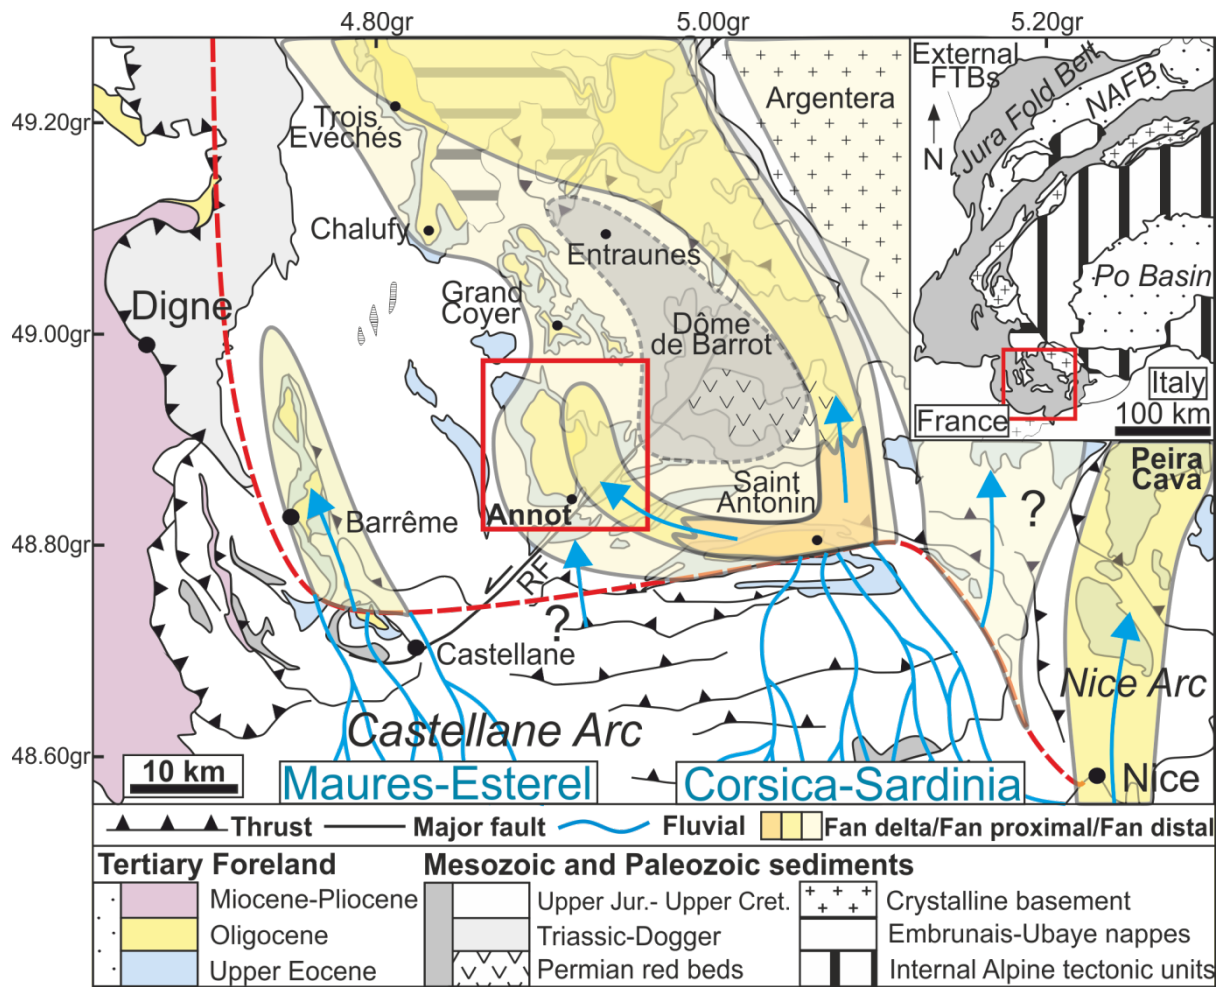 4.80gr
5.00gr
5.20gr
49.20gr
49.00gr
48.80gr
48.60gr
Trois
Evéchés
Chalufy
Argentera
External
FTBs
N
Jura Fold Belt
NAFB
Po Basin
Italy
France
100 km
Digne
Grand
Coyer
Entraunes
Dôme
de Barrot
Saint
Antonin
Annot
Barrême
RF
?
?
Peira
Cava
Castellane
Castellane Arc
Nice Arc
Nice
10 km
Maures-Esterel
Corsica-Sardinia
Thrust
Major fault
Fluvial
Fan delta/Fan proximal/Fan distal
Tertiary Foreland
Miocene-Pliocene
Oligocene
Upper Eocene
Mesozoic and Paleozoic sediments
Upper Jur.- Upper Cret.
Triassic-Dogger
Permian red beds
Crystalline basement
Embrunais-Ubaye nappes
Internal Alpine tectonic units